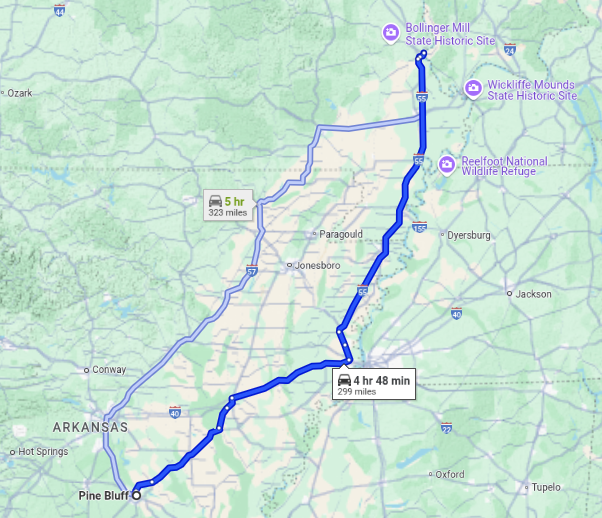 44
Bollinger Mill
State Historic Site
24
Ozark
55
Wickliffe Mounds
State Historic Site
55
Reelfoot National
Wildlife Refuge
5 hr
323 miles
155
Paragould
Dyersburg
Jonesboro
57
55
Jackson
40
Conway
4 hr 48 min
299 miles
40
ARKANSAS
22
Hot Springs
Oxford
Tupelo
Pine Bluff